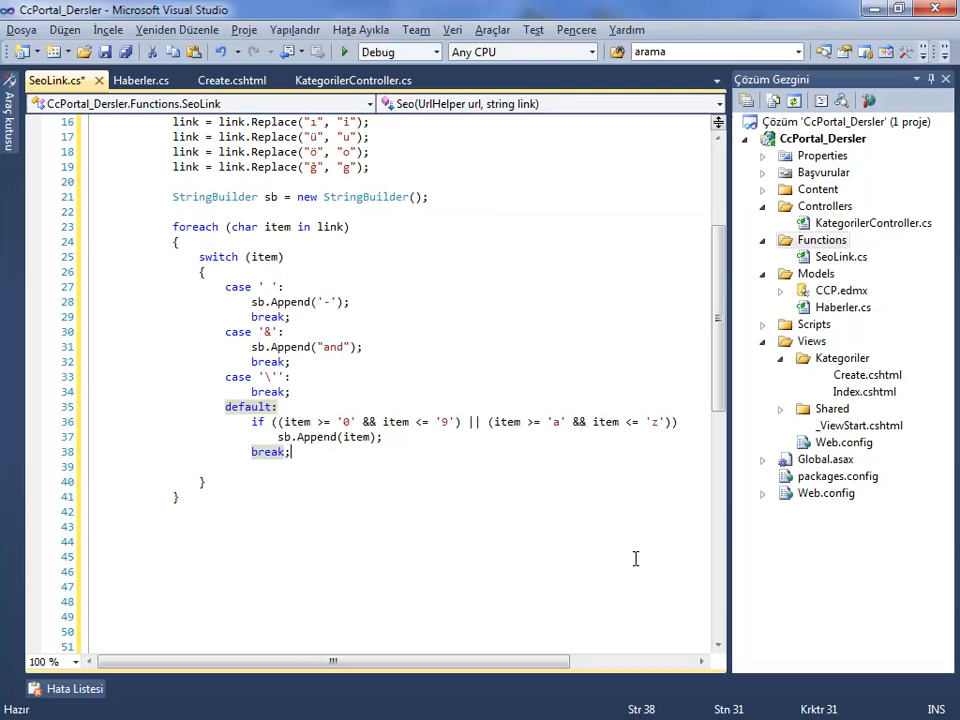 CcPortal_Dersler - Microsoft Visual Studio
Dosya Düzen İncele Yeniden Düzenle Proje Yapılandır Hata Ayıkla Team Veri Araçlar Test Pencere Yardım
Debug Any CPU arama
SeoLink.cs* Haberler.cs Create.cshtml KategorilerController.cs
CcPortal_Dersler.Functions.SeoLink Seo(UrlHelper url, string link)
Araç kutusu
16 link = link.Replace("ı", "i");
17 link = link.Replace("ü", "u");
18 link = link.Replace("ö", "o");
19 link = link.Replace("ğ", "g");
20
21 StringBuilder sb = new StringBuilder();
22
23 foreach (char item in link)
24 {
25 switch (item)
26 {
27 case ' ':
28 sb.Append('-');
29 break;
30 case '&':
31 sb.Append("and");
32 break;
33 case '\'':
34 break;
35 default:
36 if ((item >= '0' && item <= '9') || (item >= 'a' && item <= 'z'))
37 sb.Append(item);
38 break;
39
40 }
41 }
42
43
44
45
46
47
48
49
50
51
100 %
Çözüm Gezgini
Çözüm 'CcPortal_Dersler' (1 proje)
CcPortal_Dersler
Properties
Başvurular
Content
Controllers
KategorilerController.cs
Functions
SeoLink.cs
Models
CCP.edmx
Haberler.cs
Scripts
Views
Kategoriler
Create.cshtml
Index.cshtml
Shared
_ViewStart.cshtml
Web.config
Global.asax
packages.config
Web.config
Hata Listesi
Hazır Str 38 Stn 31 Krktr 31 INS